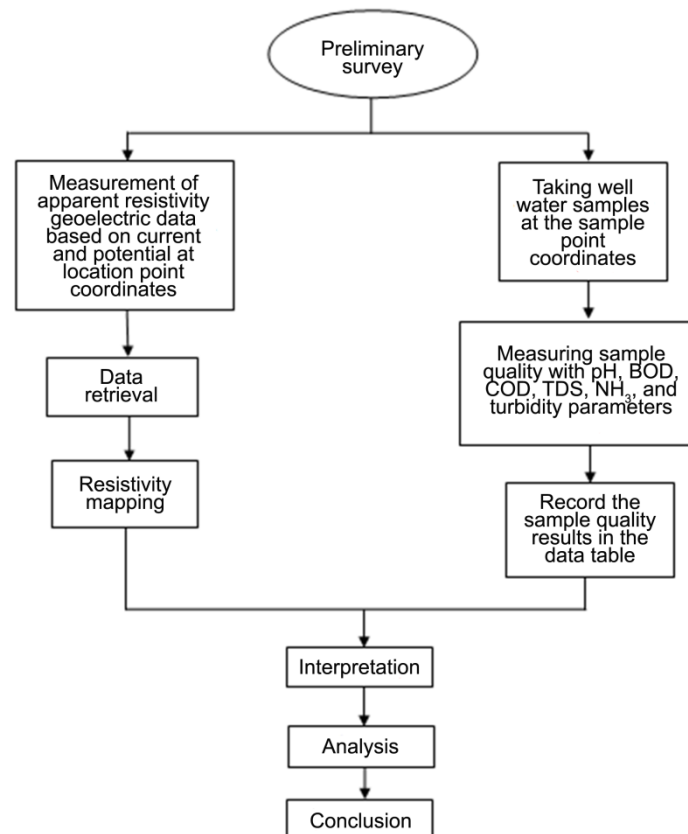 Preliminary
survey
Measurement of
apparent resistivity
geoelectric data
based on current
and potential at
location point
coordinates
Data
retrieval
Resistivity
mapping
Taking well
water samples
at the sample
point
coordinates
Measuring sample
quality with pH, BOD,
COD, TDS, NH₃, and
turbidity parameters
Record the
sample quality
results in the
data table
Interpretation
Analysis
Conclusion